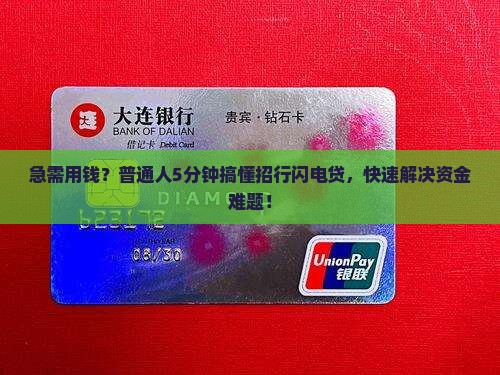 大连银行
BANK OF DALIAN
贵宾·钻石卡
借记卡 Debit Card
急需用钱？普通人5分钟搞懂招行闪电贷，快速解决资金
难题！
DIAMO
6223172
08/30
UnionPay
银联